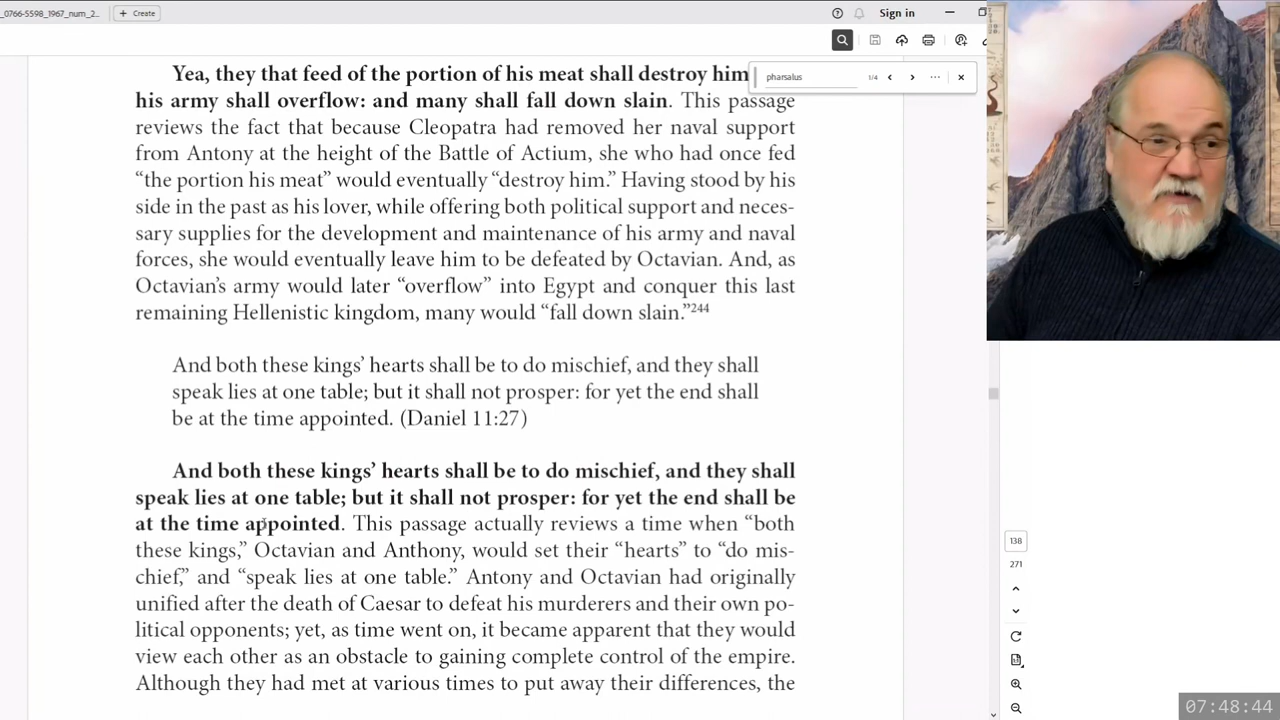 _0766-5598_1967_num_2...
+ Create
Sign in
pharsalus
1/4
Yea, they that feed of the portion of his meat shall destroy him
his army shall overflow: and many shall fall down slain. This passage
reviews the fact that because Cleopatra had removed her naval support
from Antony at the height of the Battle of Actium, she who had once fed
“the portion his meat” would eventually “destroy him.” Having stood by his
side in the past as his lover, while offering both political support and neces-
sary supplies for the development and maintenance of his army and naval
forces, she would eventually leave him to be defeated by Octavian. And, as
Octavian’s army would later “overflow” into Egypt and conquer this last
remaining Hellenistic kingdom, many would “fall down slain.”244
And both these kings’ hearts shall be to do mischief, and they shall
speak lies at one table; but it shall not prosper: for yet the end shall
be at the time appointed. (Daniel 11:27)
And both these kings’ hearts shall be to do mischief, and they shall
speak lies at one table; but it shall not prosper: for yet the end shall be
at the time appointed. This passage actually reviews a time when “both
these kings,” Octavian and Anthony, would set their “hearts” to “do mis-
chief,” and “speak lies at one table.” Antony and Octavian had originally
unified after the death of Caesar to defeat his murderers and their own po-
litical opponents; yet, as time went on, it became apparent that they would
view each other as an obstacle to gaining complete control of the empire.
Although they had met at various times to put away their differences, the
138
271
07:48:44